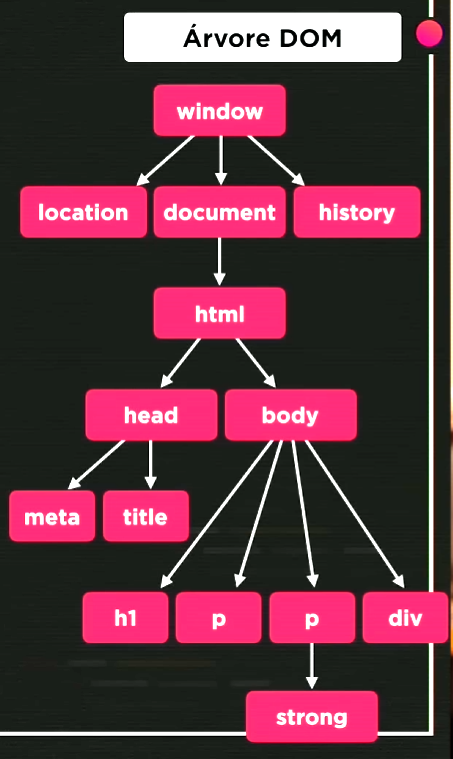 Árvore DOM
window
location document history
html
head body
meta title
h1 p p div
strong